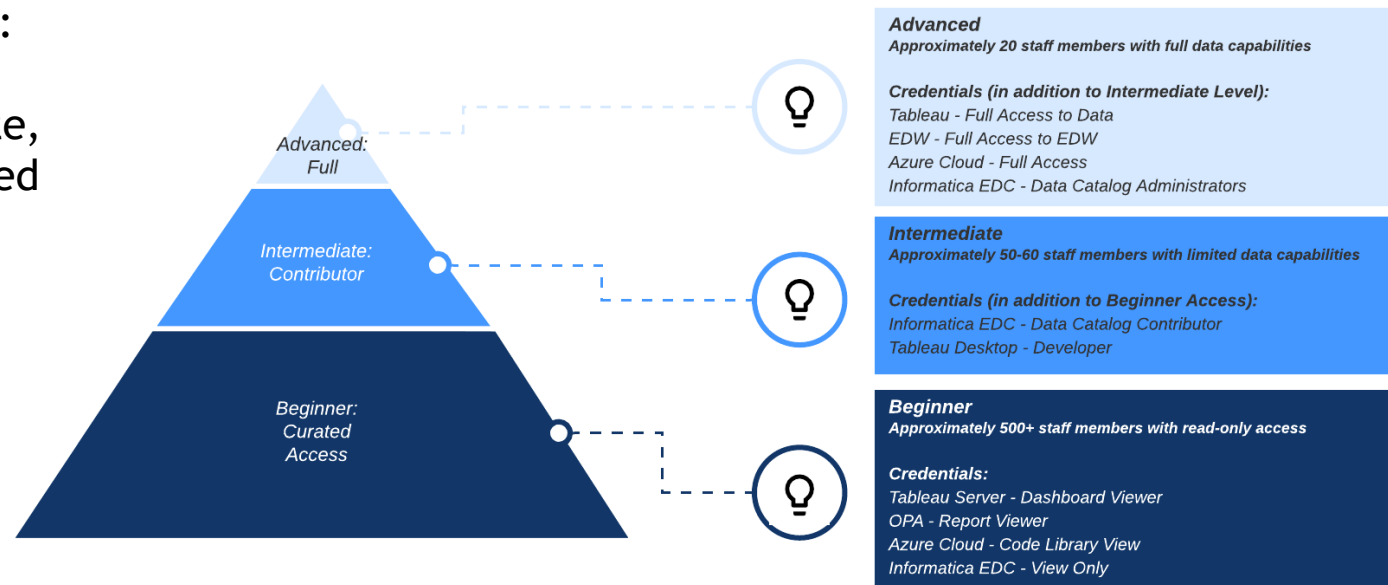 :
e,
ed
Advanced:
Full
Intermediate:
Contributor
Beginner:
Curated
Access
Advanced
Approximately 20 staff members with full data capabilities
Credentials (in addition to Intermediate Level):
Tableau - Full Access to Data
EDW - Full Access to EDW
Azure Cloud - Full Access
Informatica EDC - Data Catalog Administrators
Intermediate
Approximately 50-60 staff members with limited data capabilities
Credentials (in addition to Beginner Access):
Informatica EDC - Data Catalog Contributor
Tableau Desktop - Developer
Beginner
Approximately 500+ staff members with read-only access
Credentials:
Tableau Server - Dashboard Viewer
OPA - Report Viewer
Azure Cloud - Code Library View
Informatica EDC - View Only